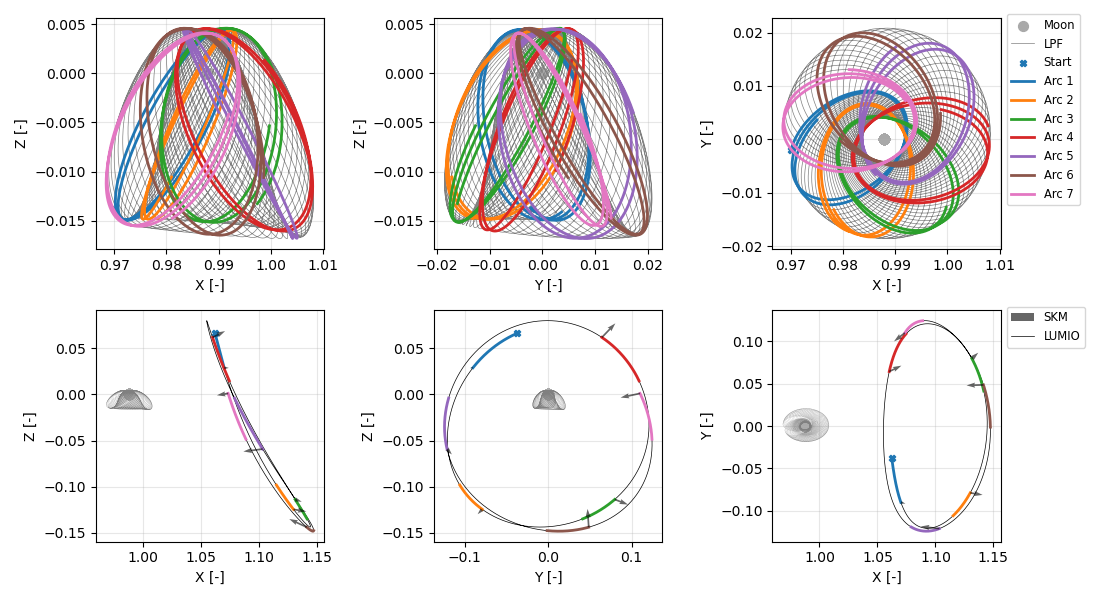 0.005
0.000
−0.005
−0.010
−0.015
Z [-]
0.97 0.98 0.99 1.00 1.01
X [-]
0.005
0.000
−0.005
−0.010
−0.015
Z [-]
−0.02 −0.01 0.00 0.01 0.02
Y [-]
0.02
0.01
0.00
−0.01
−0.02
Y [-]
0.97 0.98 0.99 1.00 1.01
X [-]
Moon
LPF
Start
Arc 1
Arc 2
Arc 3
Arc 4
Arc 5
Arc 6
Arc 7
0.05
0.00
−0.05
−0.10
−0.15
Z [-]
1.00 1.05 1.10 1.15
X [-]
0.05
0.00
−0.05
−0.10
−0.15
Z [-]
−0.1 0.0 0.1
Y [-]
0.10
0.05
0.00
−0.05
−0.10
Y [-]
1.00 1.05 1.10 1.15
X [-]
SKM
LUMIO